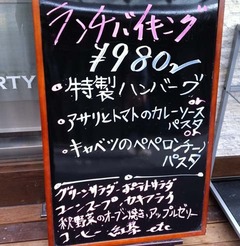 ランチバイキング
¥980
・特製ハンバーグ
・アサリとトマトのカレーソース
パスタ
・キャベツのペペロンチーノ
パスタ
グリーンサラダ ポテトサラダ
コーンスープ カキフライ
秋野菜のオーブン焼き アップルゼリー
コーヒー 紅茶 etc
RTY